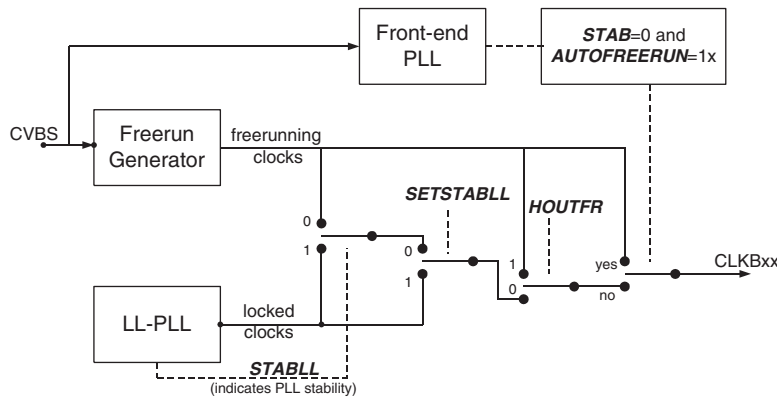 Front-end
PLL
STAB=0 and
AUTOFREERUN=1x
CVBS
Freerun
Generator
freerunning
clocks
SETSTABLL
HOUTFR
0
1
0
1
1
0
yes
no
CLKBxx
LL-PLL
locked
clocks
STABLL
(indicates PLL stability)